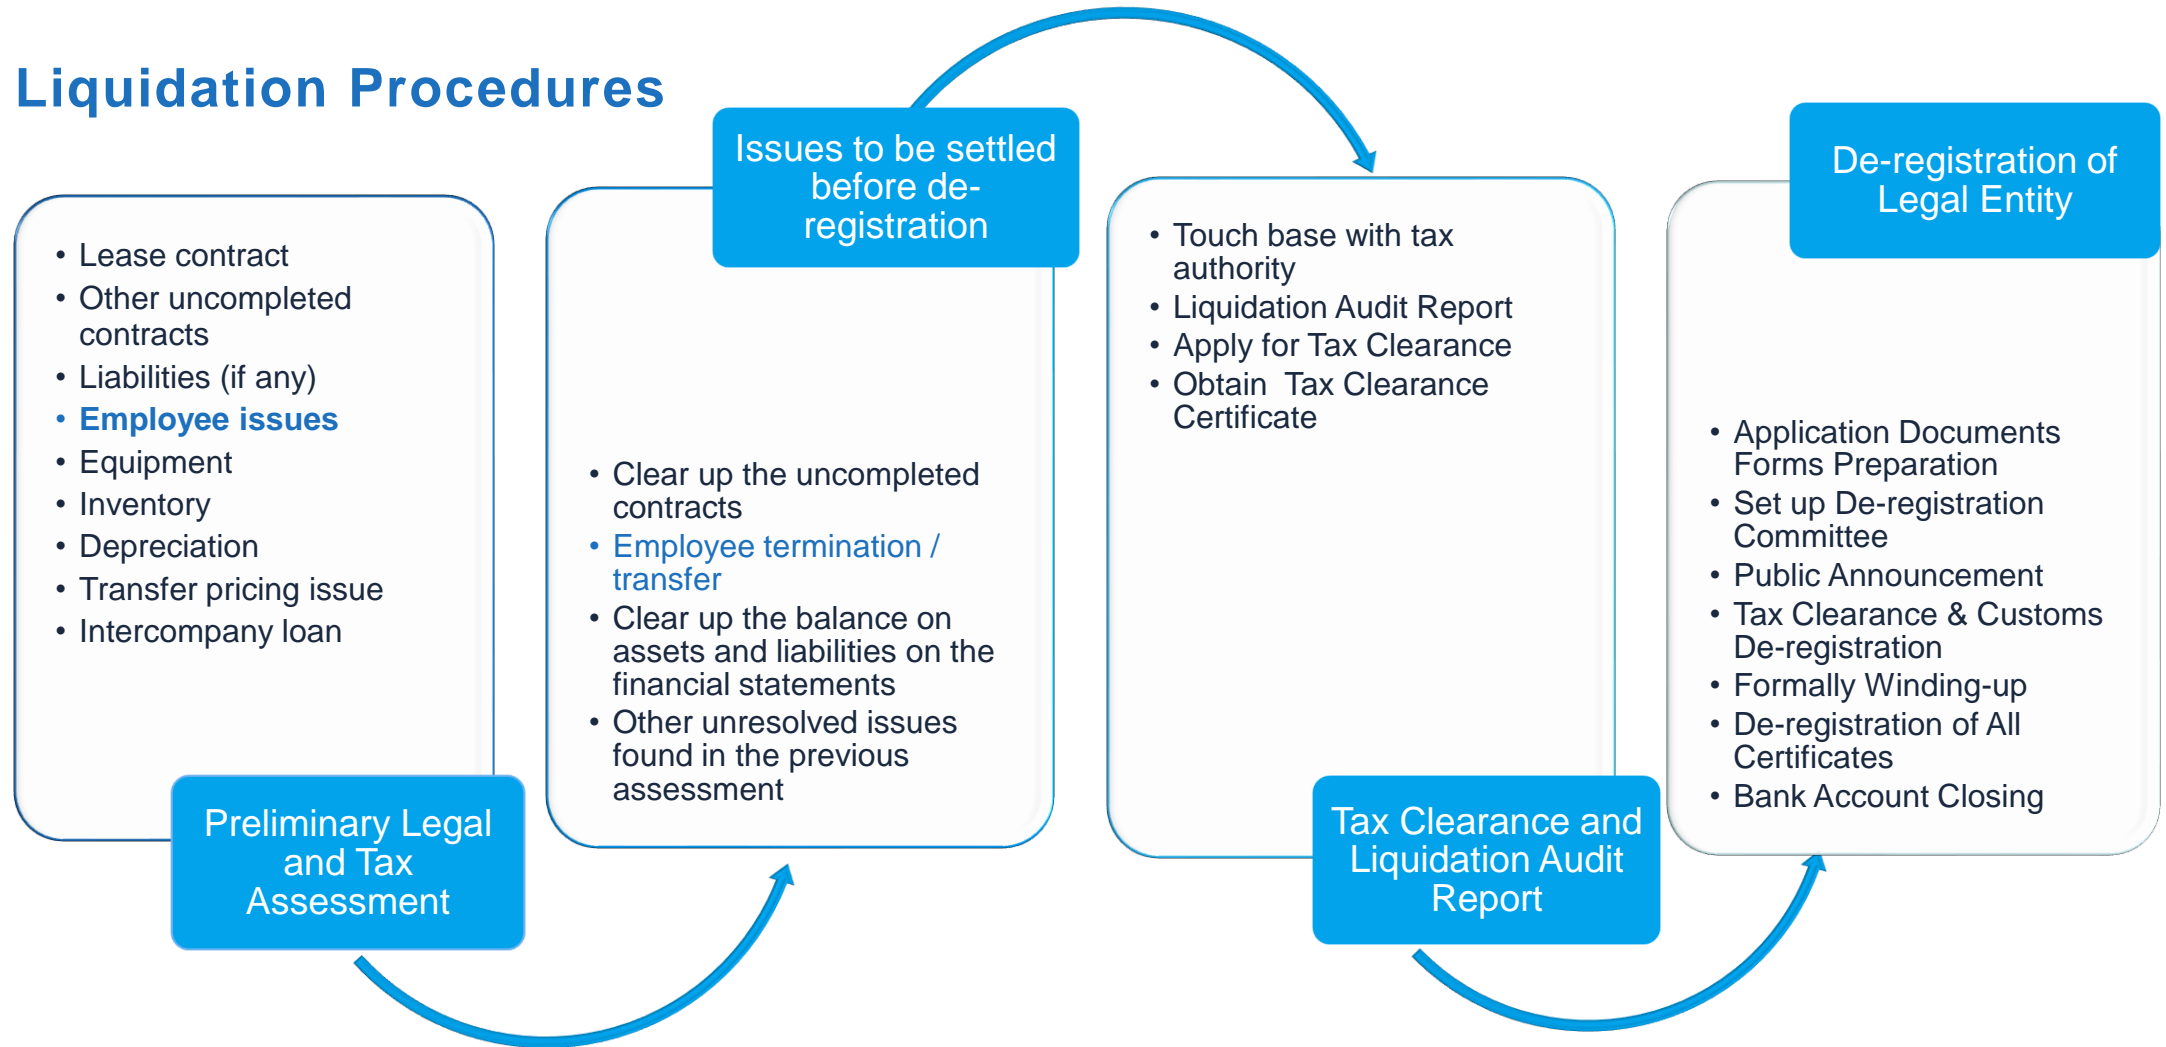 Liquidation Procedures
• Lease contract
• Other uncompleted
contracts
• Liabilities (if any)
• Employee issues
• Equipment
• Inventory
• Depreciation
• Transfer pricing issue
• Intercompany loan
Preliminary Legal
and Tax
Assessment
Issues to be settled
before de-
registration
• Clear up the uncompleted
contracts
• Employee termination /
transfer
• Clear up the balance on
assets and liabilities on the
financial statements
• Other unresolved issues
found in the previous
assessment
• Touch base with tax
authority
• Liquidation Audit Report
• Apply for Tax Clearance
• Obtain  Tax Clearance
Certificate
Tax Clearance and
Liquidation Audit
Report
De-registration of
Legal Entity
• Application Documents
Forms Preparation
• Set up De-registration
Committee
• Public Announcement
• Tax Clearance & Customs
De-registration
• Formally Winding-up
• De-registration of All
Certificates
• Bank Account Closing